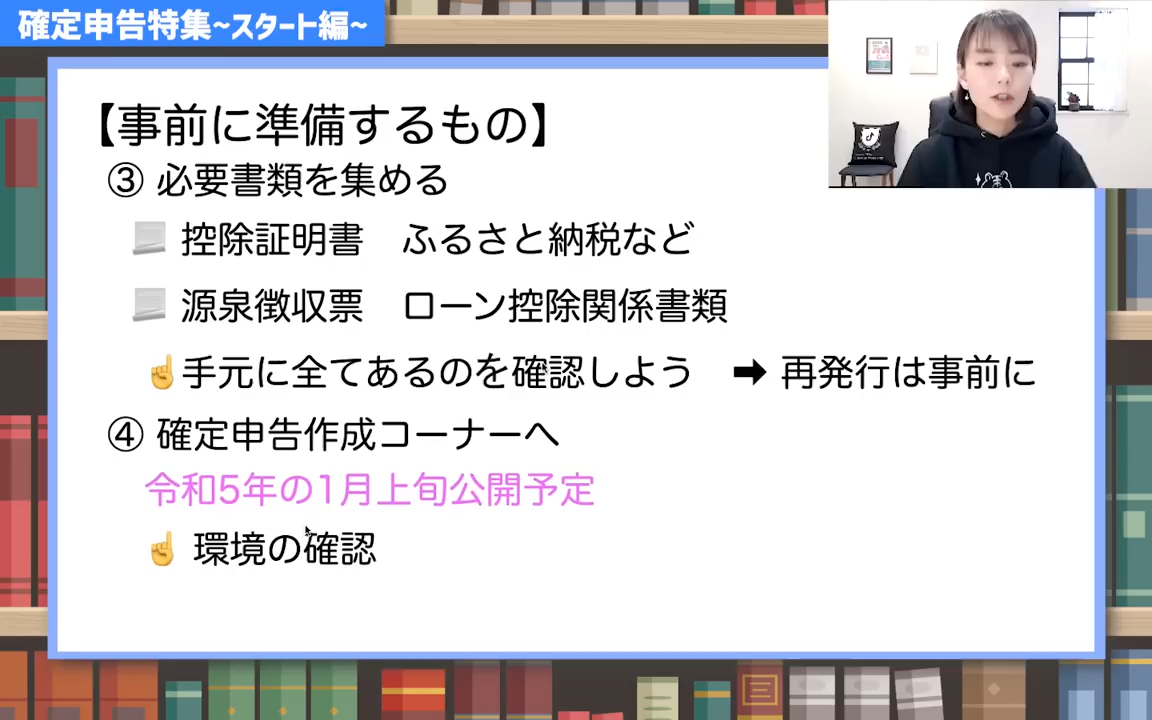 確定申告特集~スタート編~
【事前に準備するもの】
③ 必要書類を集める
控除証明書　ふるさと納税など
源泉徴収票　ローン控除関係書類
☝手元に全てあるのを確認しよう　➡ 再発行は事前に
④ 確定申告作成コーナーへ
令和5年の1月上旬公開予定
☝ 環境の確認